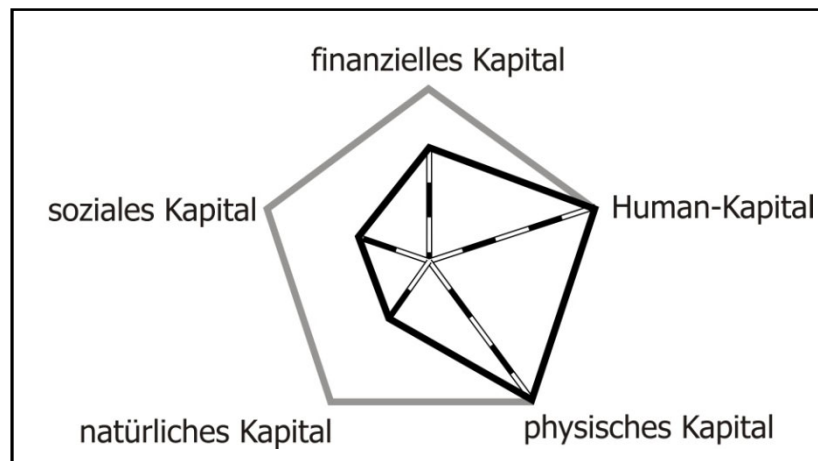 finanzielles Kapital
soziales Kapital
Human-Kapital
natürliches Kapital
physisches Kapital